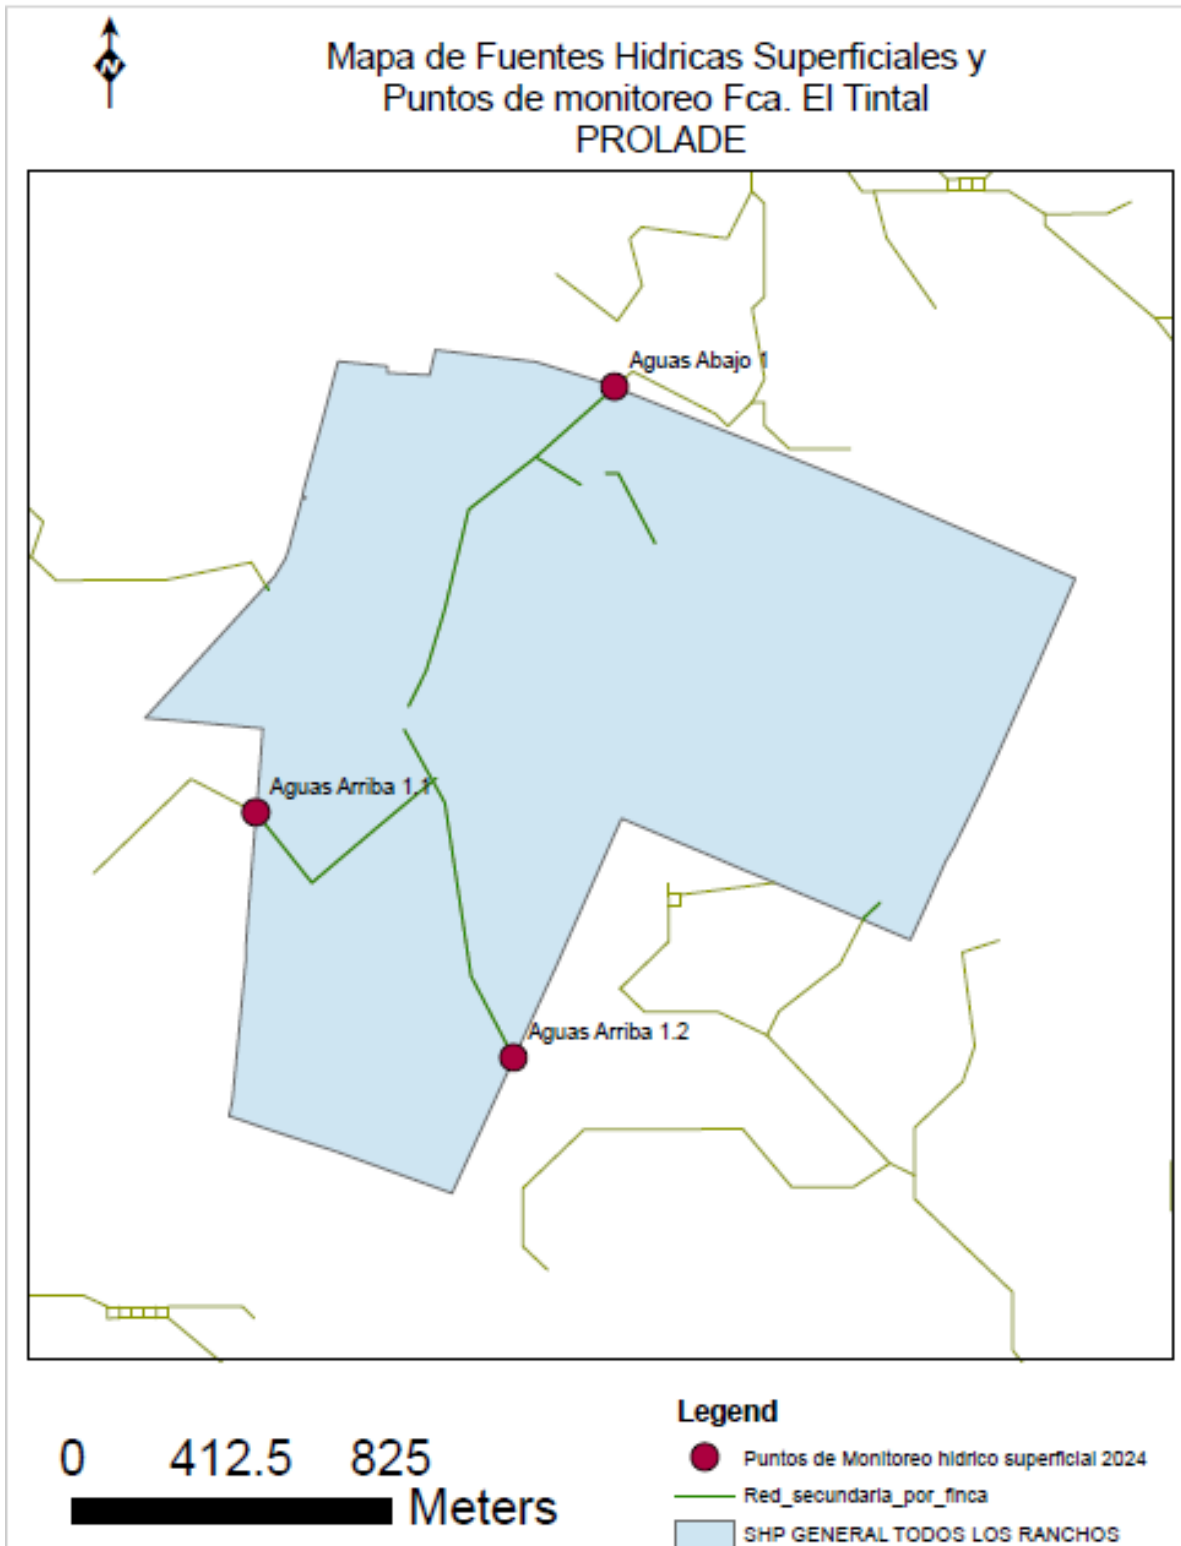 N
Mapa de Fuentes Hidricas Superficiales y
Puntos de monitoreo Fca. El Tintal
PROLADE
Aguas Abajo 1
Aguas Arriba 1.1
Aguas Arriba 1.2
0 412.5 825
Meters
Legend
Puntos de Monitoreo hidrico superficial 2024
Red_secundaria_por_finca
SHP GENERAL TODOS LOS RANCHOS